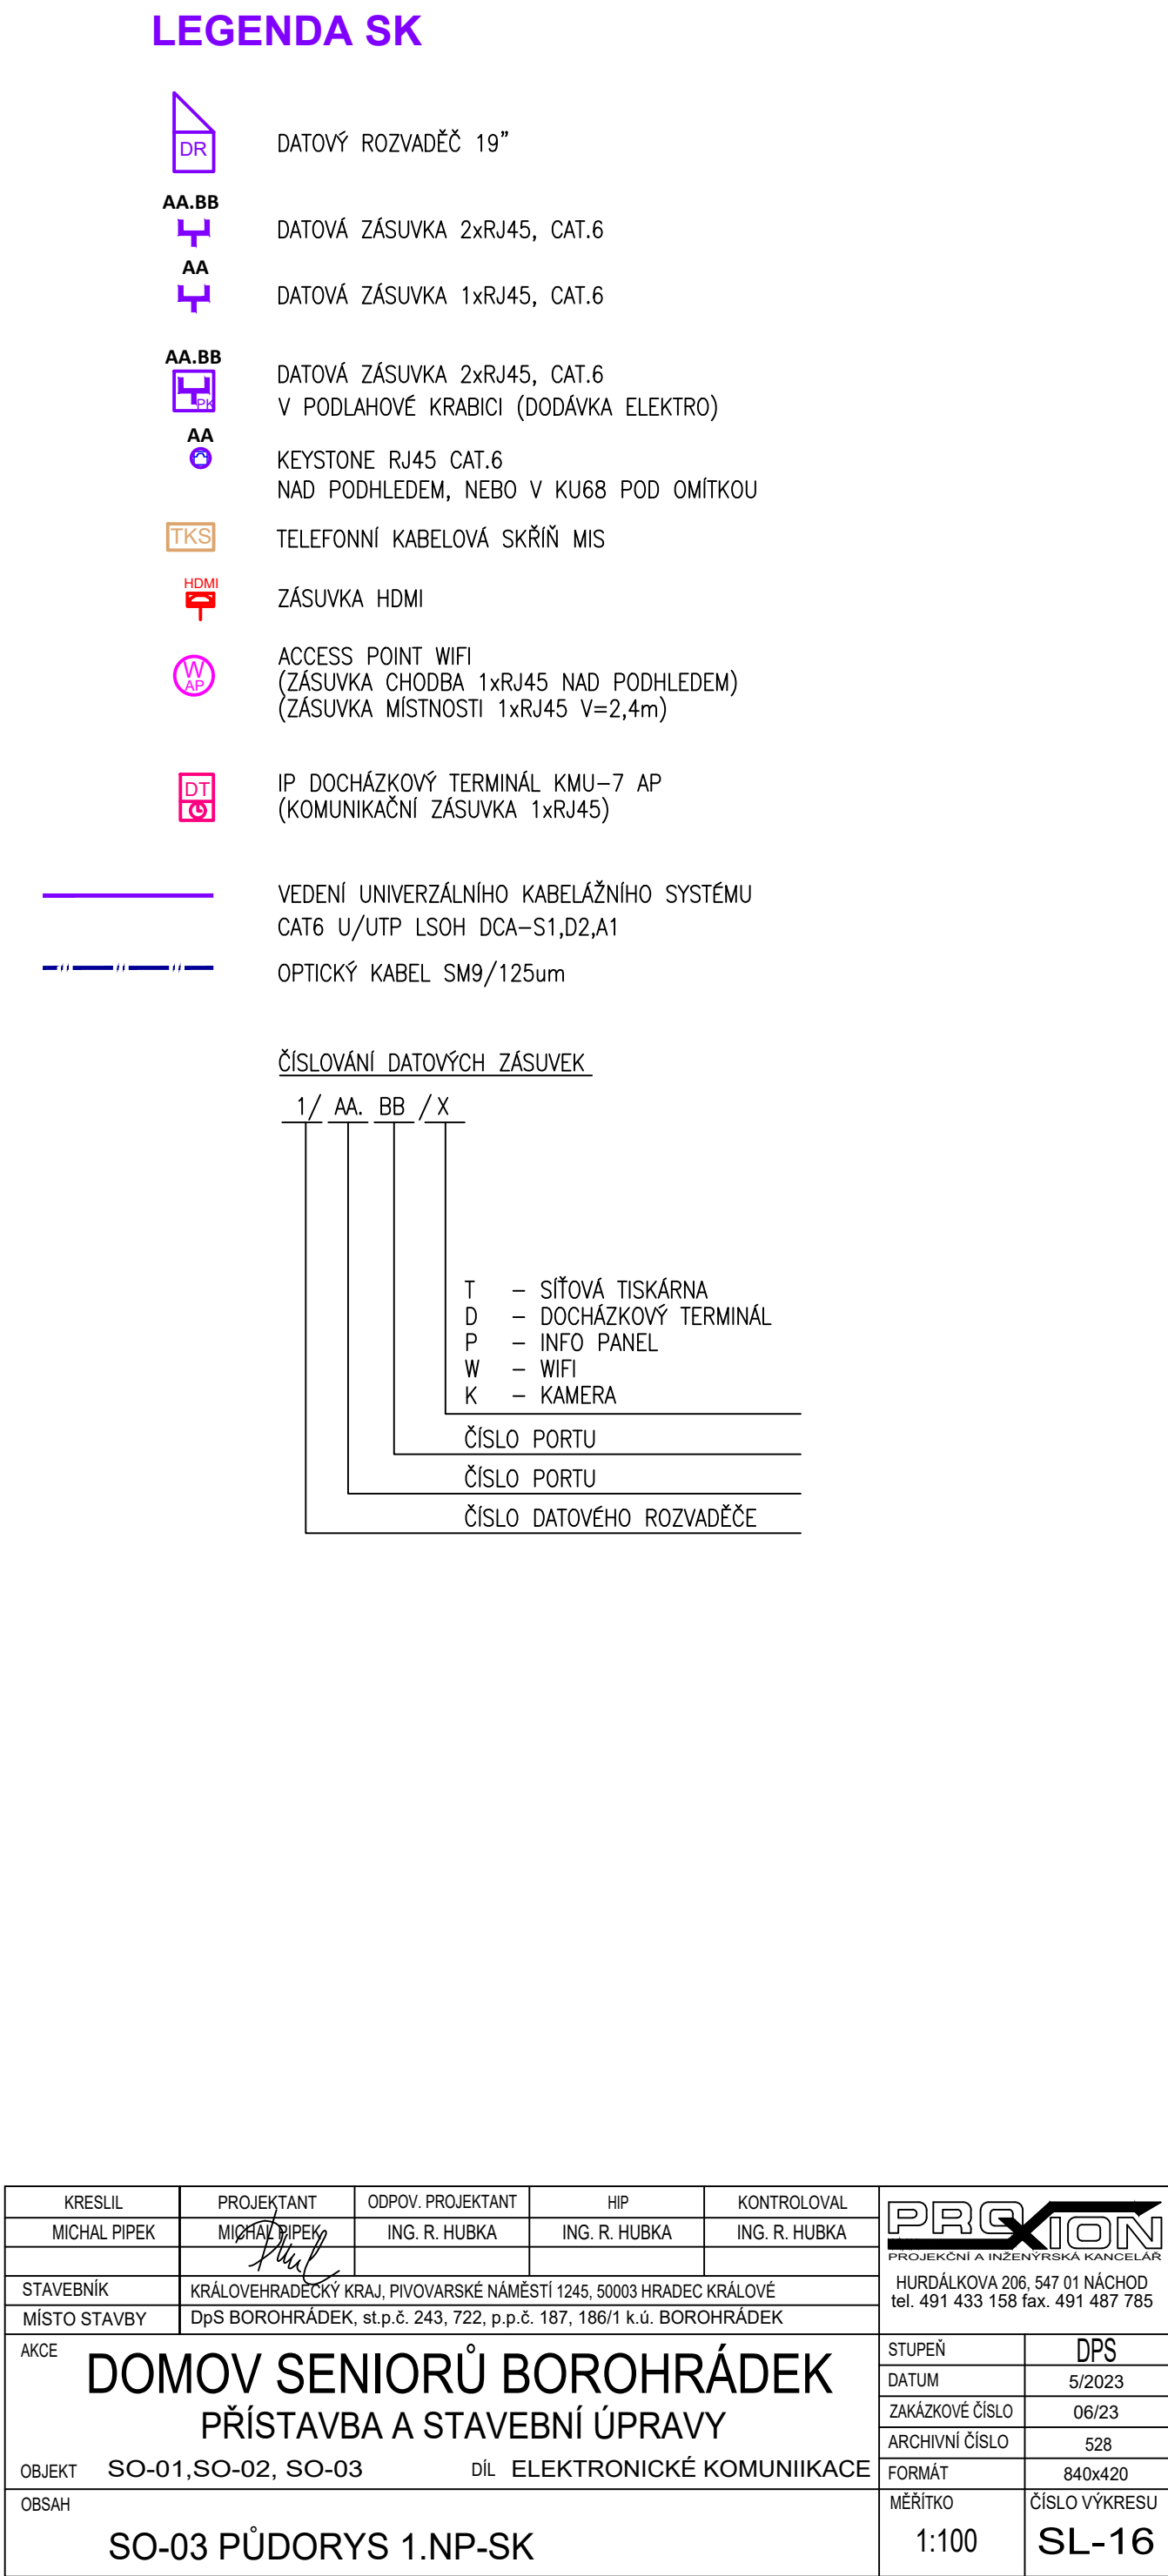 LEGENDA SK
DR
DATOVÝ ROZVADĚČ 19"
AA.BB
DATOVÁ ZÁSUVKA 2xRJ45, CAT.6
AA
DATOVÁ ZÁSUVKA 1xRJ45, CAT.6
AA.BB
PK
DATOVÁ ZÁSUVKA 2xRJ45, CAT.6
V PODLAHOVÉ KRABICI (DODÁVKA ELEKTRO)
AA
KEYSTONE RJ45 CAT.6
NAD PODHLEDEM, NEBO V KU68 POD OMÍTKOU
TKS
TELEFONNÍ KABELOVÁ SKŘÍŇ MIS
HDMI
ZÁSUVKA HDMI
W
AP
ACCESS POINT WIFI
(ZÁSUVKA CHODBA 1xRJ45 NAD PODHLEDEM)
(ZÁSUVKA MÍSTNOSTI 1xRJ45 V=2,4m)
DT
IP DOCHÁZKOVÝ TERMINÁL KMU-7 AP
(KOMUNIKAČNÍ ZÁSUVKA 1xRJ45)
VEDENÍ UNIVERZÁLNÍHO KABELÁŽNÍHO SYSTÉMU
CAT6 U/UTP LSOH DCA-S1,D2,A1
OPTICKÝ KABEL SM9/125um
ČÍSLOVÁNÍ DATOVÝCH ZÁSUVEK
1/ AA. BB /X
T - SÍŤOVÁ TISKÁRNA
D - DOCHÁZKOVÝ TERMINÁL
P - INFO PANEL
W - WIFI
K - KAMERA
ČÍSLO PORTU
ČÍSLO PORTU
ČÍSLO DATOVÉHO ROZVADĚČE
KRESLIL PROJEKTANT ODPOV. PROJEKTANT HIP KONTROLOVAL
MICHAL PIPEK MICHAL PIPEK ING. R. HUBKA ING. R. HUBKA ING. R. HUBKA
PROXION
PROJEKČNÍ A INŽENÝRSKÁ KANCELÁŘ
HURDÁLKOVA 206, 547 01 NÁCHOD
tel. 491 433 158 fax. 491 487 785
STAVEBNÍK KRÁLOVEHRADECKÝ KRAJ, PIVOVARSKÉ NÁMĚSTÍ 1245, 50003 HRADEC KRÁLOVÉ
MÍSTO STAVBY DpS BOROHRÁDEK, st.p.č. 243, 722, p.p.č. 187, 186/1 k.ú. BOROHRÁDEK
AKCE
DOMOV SENIORŮ BOROHRÁDEK
PŘÍSTAVBA A STAVEBNÍ ÚPRAVY
OBJEKT SO-01,SO-02, SO-03 DÍL ELEKTRONICKÉ KOMUNIIKACE
STUPEŇ DPS
DATUM 5/2023
ZAKÁZKOVÉ ČÍSLO 06/23
ARCHIVNÍ ČÍSLO 528
FORMÁT 840x420
OBSAH
SO-03 PŮDORYS 1.NP-SK
MĚŘÍTKO ČÍSLO VÝKRESU
1:100 SL-16